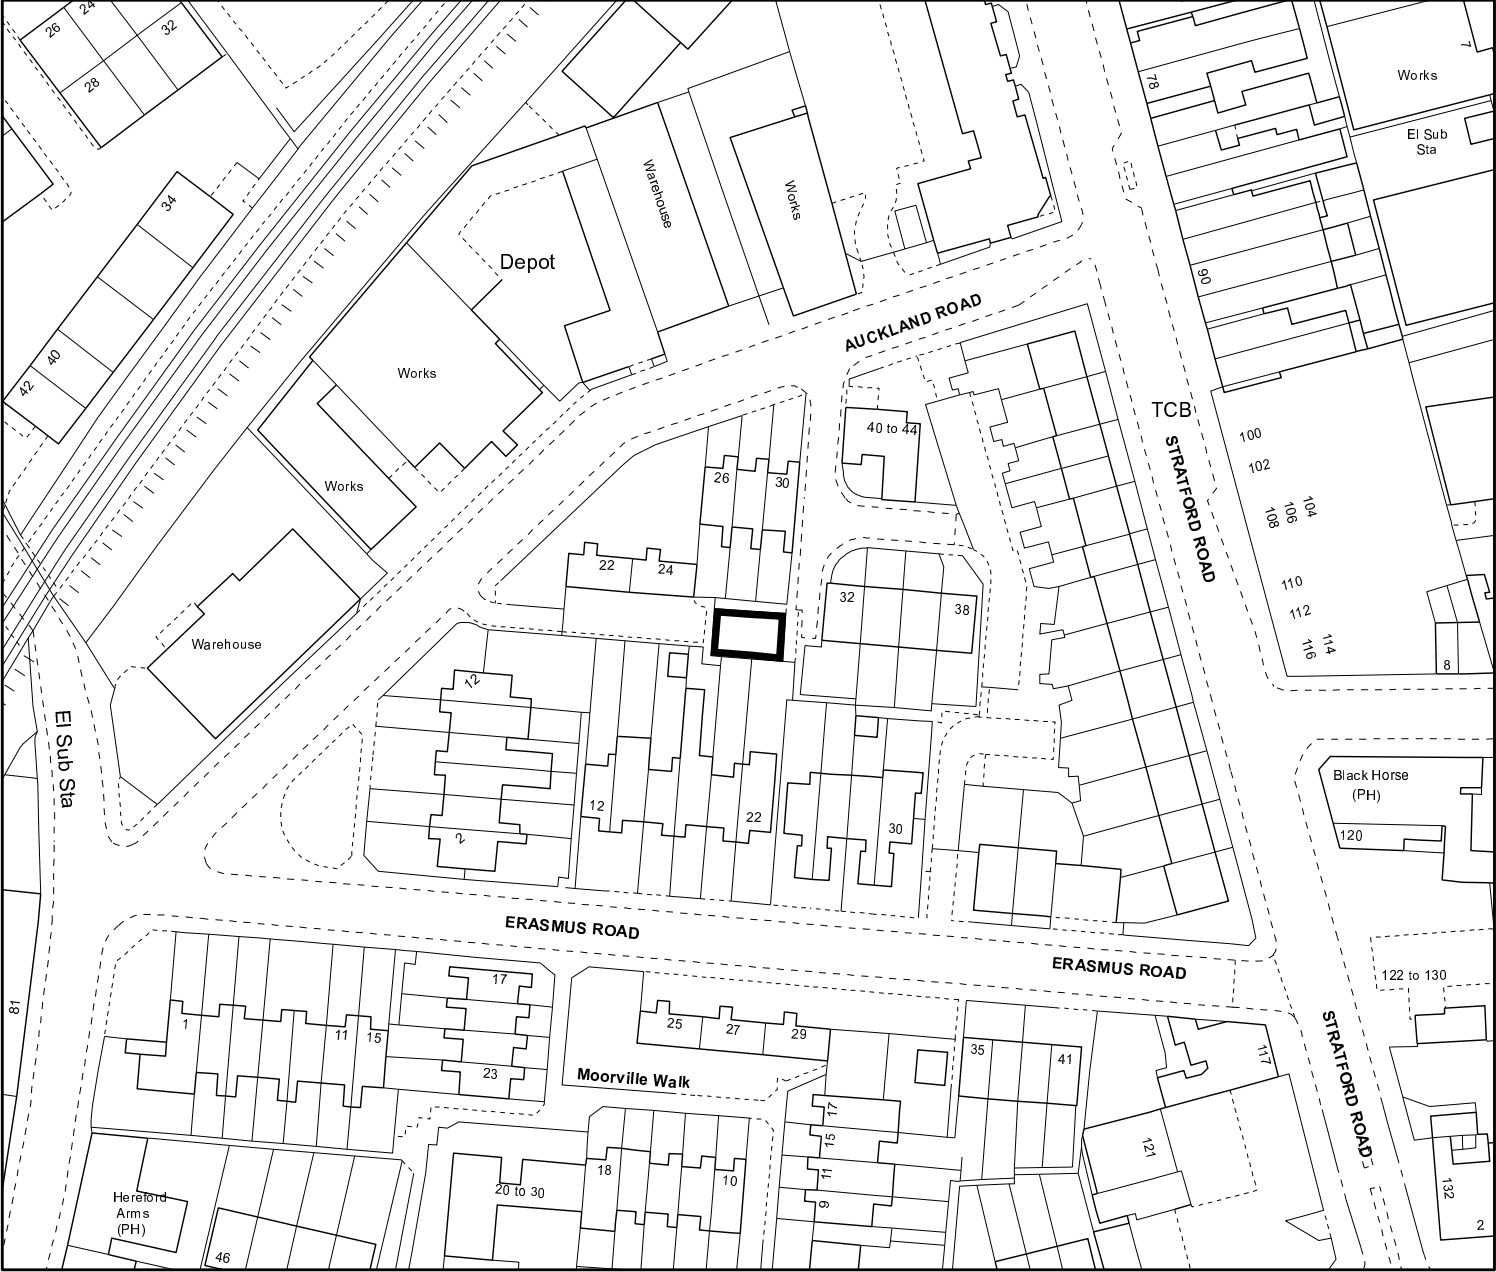 24
26
32
28
34
40
42
Depot
Works
Works
Warehouse
Warehouse
Works
AUCKLAND ROAD
78
90
7
Works
El Sub
Sta
TCB
STRATFORD ROAD
100
102
104
106
108
110
112
114
116
8
40 to 44
26
30
22
24
32
38
12
2
12
22
30
El Sub Sta
81
Black Horse
(PH)
120
ERASMUS ROAD
ERASMUS ROAD
122 to 130
STRATFORD ROAD
1
11
15
17
23
25
27
29
Moorville Walk
35
41
117
121
17
15
11
9
18
10
20 to 30
Hereford
Arms
(PH)
46
132
2